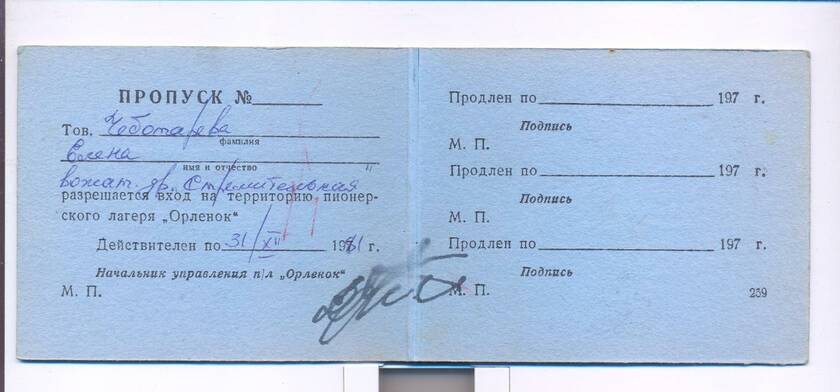 ПРОПУСК №
Тов. Чеботарева
фамилия
Елена
имя и отчество
вожат. др. Стремительная
разрешается вход на территорию пионер-
ского лагеря „Орленок“
Действителен по 31/XII 1981 г.
Начальник управления п/л „Орленок“
М. П.
Продлен по 197 г.
Подпись
М. П.
Продлен по 197 г.
Подпись
М. П.
Продлен по 197 г.
Подпись
М. П.
239